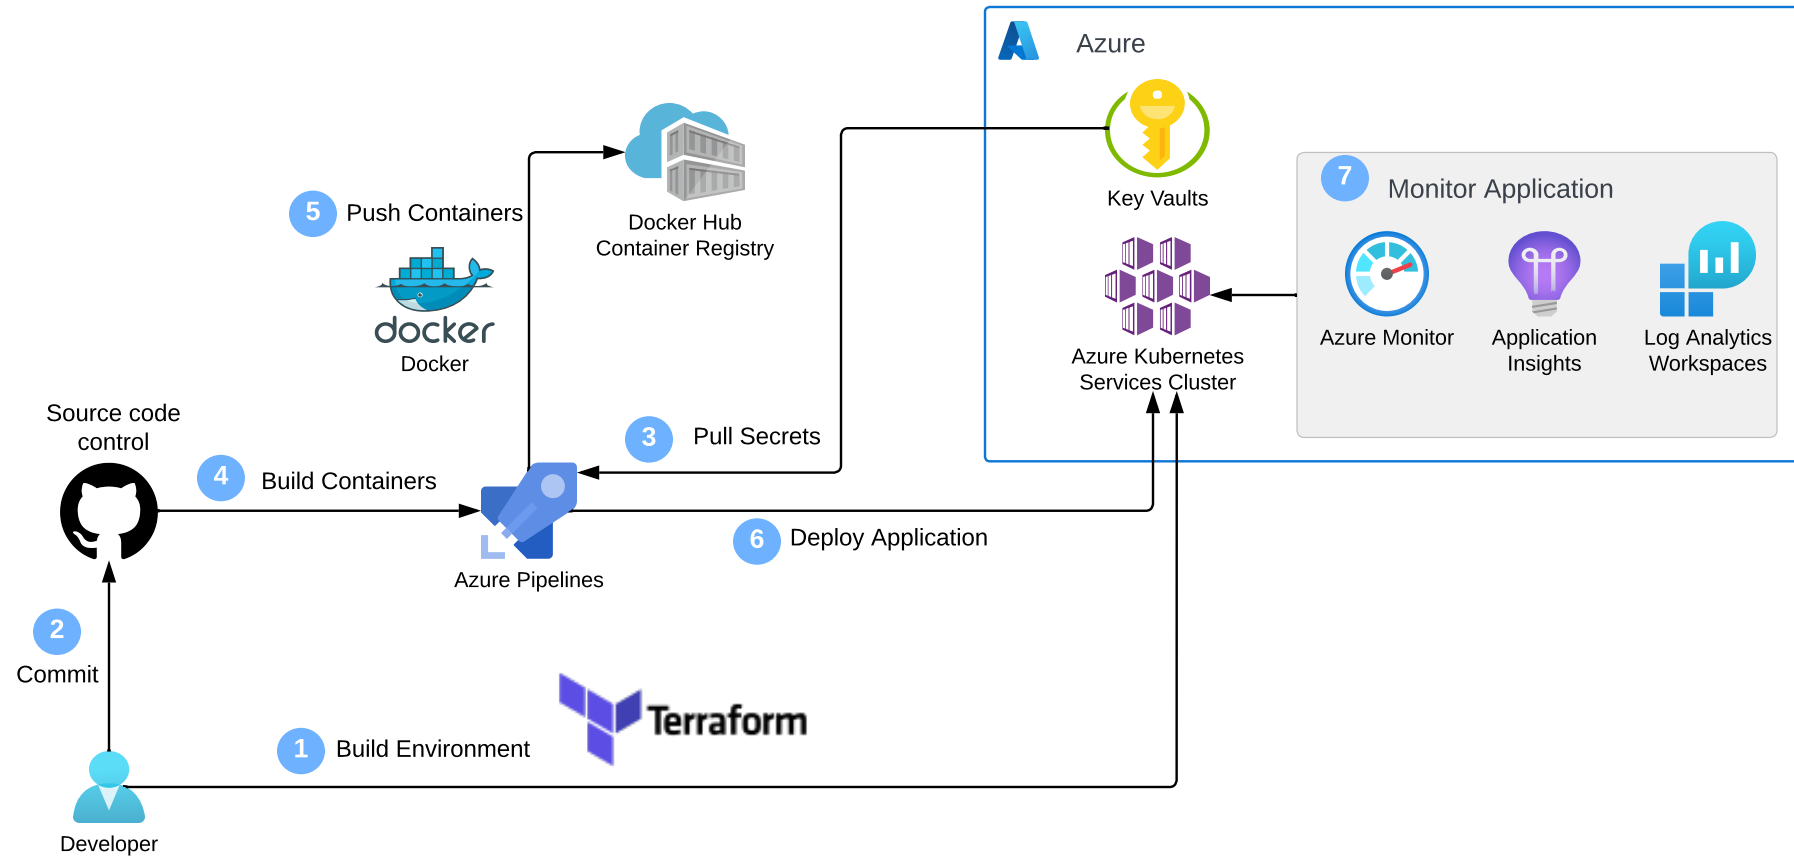 Azure
Key Vaults
7
Monitor Application
5
Push Containers
Docker Hub
Container Registry
docker
Docker
Azure Monitor
Application
Insights
Log Analytics
Workspaces
Azure Kubernetes
Services Cluster
Source code
control
3
Pull Secrets
4
Build Containers
6
Deploy Application
Azure Pipelines
2
Commit
Terraform
1
Build Environment
Developer